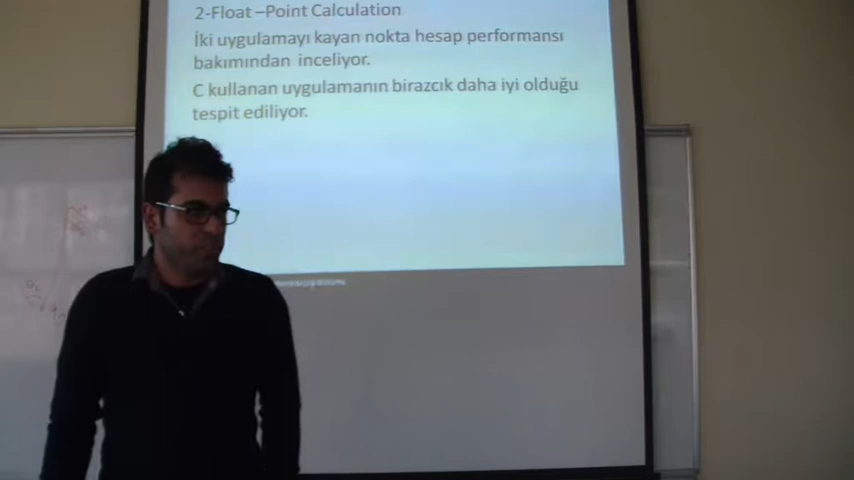 2-Float –Point Calculation
İki uygulamayı kayan nokta hesap performansı
bakımından inceliyor.
C kullanan uygulamanın birazcık daha iyi olduğu
tespit ediliyor.